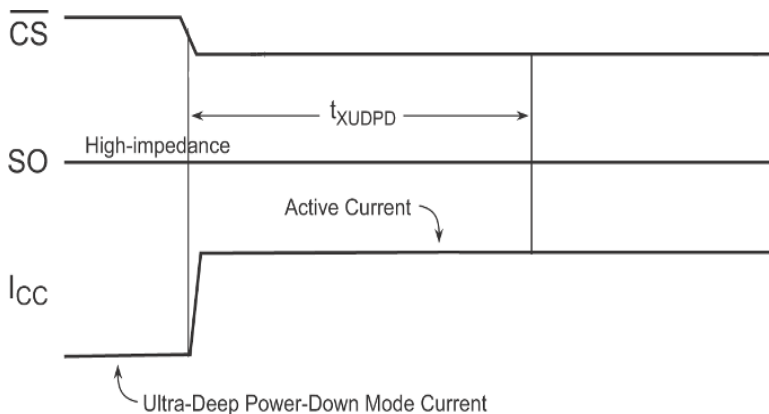 CS
tXUDPD
High-impedance
SO
Active Current
ICC
Ultra-Deep Power-Down Mode Current